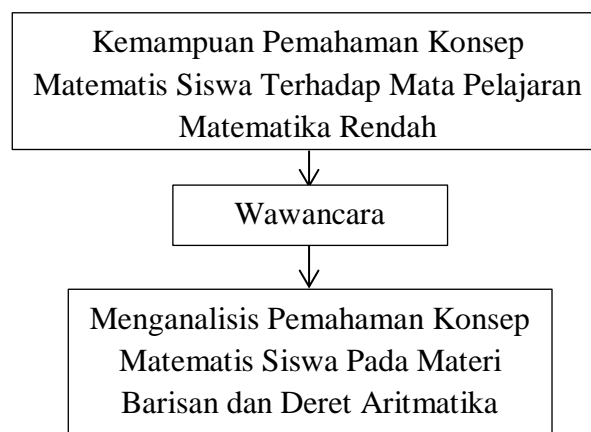 Kemampuan Pemahaman Konsep
Matematis Siswa Terhadap Mata Pelajaran
Matematika Rendah
Wawancara
Menganalisis Pemahaman Konsep
Matematis Siswa Pada Materi
Barisan dan Deret Aritmatika